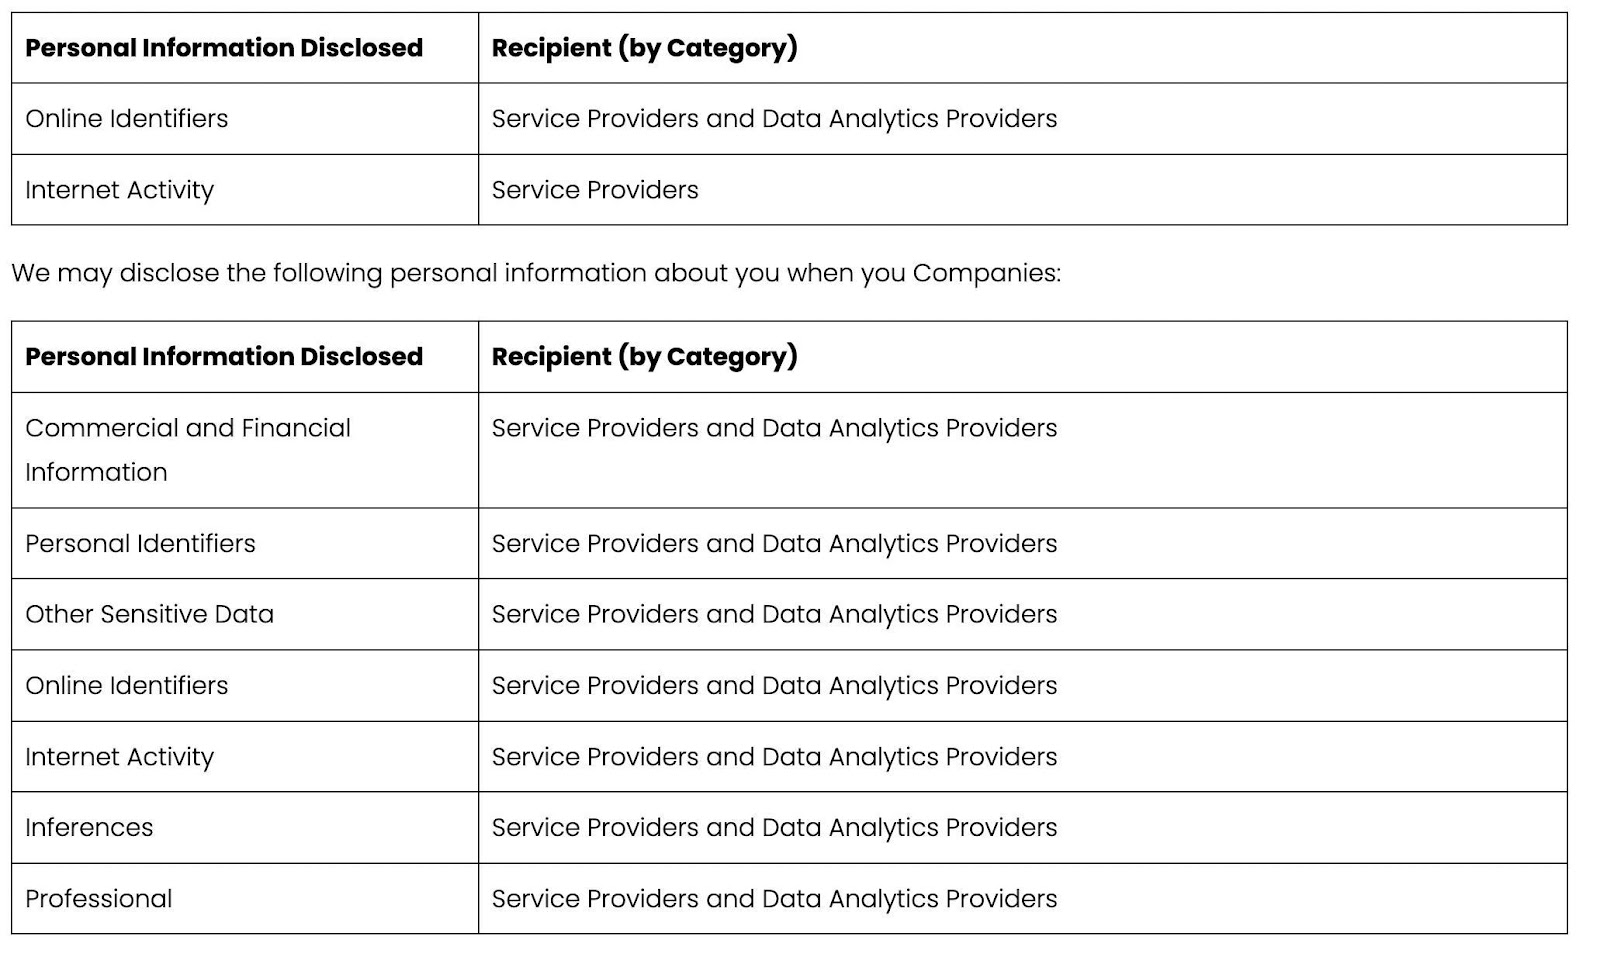 Personal Information Disclosed Recipient (by Category)
Online Identifiers Service Providers and Data Analytics Providers
Internet Activity Service Providers
We may disclose the following personal information about you when you Companies:
Personal Information Disclosed Recipient (by Category)
Commercial and Financial Service Providers and Data Analytics Providers
Information
Personal Identifiers Service Providers and Data Analytics Providers
Other Sensitive Data Service Providers and Data Analytics Providers
Online Identifiers Service Providers and Data Analytics Providers
Internet Activity Service Providers and Data Analytics Providers
Inferences Service Providers and Data Analytics Providers
Professional Service Providers and Data Analytics Providers